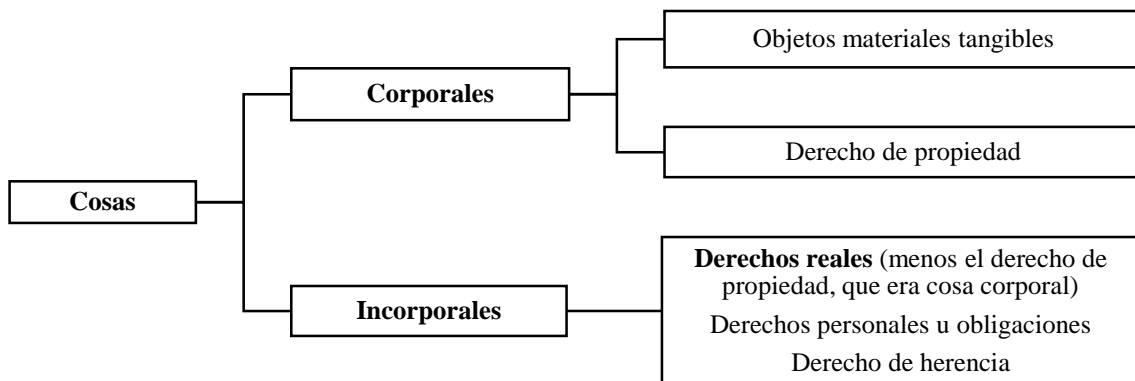 Cosas
Corporales
Objetos materiales tangibles
Derecho de propiedad
Incorporales
Derechos reales (menos el derecho de
propiedad, que era cosa corporal)
Derechos personales u obligaciones
Derecho de herencia